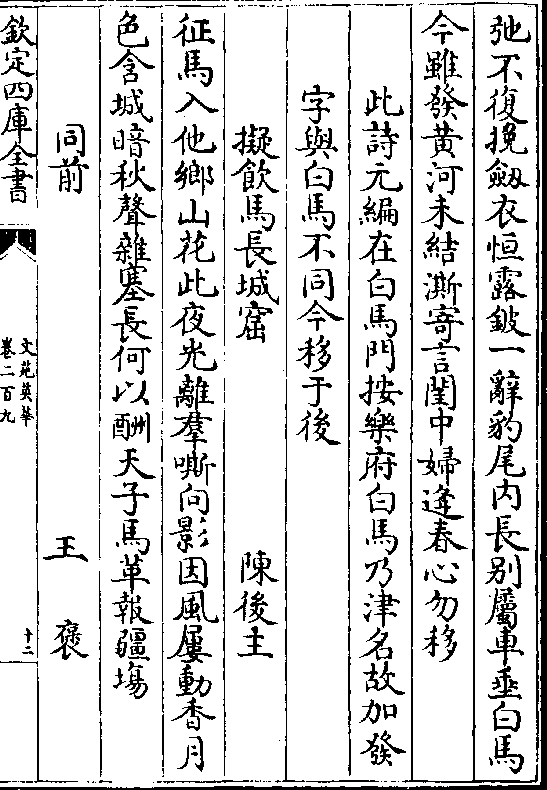 弛不復挽劔衣恒露鈹一辭豹尾内長别屬車垂白馬
今雖發黄河未結澌寄言閨中婦逢春心勿移
此詩元編在白馬門按樂府白馬乃津名故加發
字與白馬不同今移于後
擬飲馬長城窟 陳後主
征馬入他鄉山花此夜光離羣嘶向影因風屢動香月
色含城暗秋聲雜塞長何以酬天子馬革報疆塲
同前 王褒
欽定四庫全書
文苑英華
卷二百九
十二